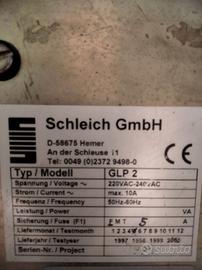 Schleich GmbH
D-58675 Hemer
An der Schleuse 11
Tel: 0049 (0)2372 9498-0
CE
Typ / Modell GLP 2
Spannung / Voltage 220VAC-240VAC
Strom / Current max. 10A
Frequenz / Frequency 50Hz-60Hz
Leistung / Power VA
Sicherung / Fuse (F1) F M T 5 A
Liefermonat / Testmonth 1 2 3 4 5 6 7 8 9 10 11 12
Lieferjahr / Testyear 1997 1998 1999 2000
Serien-Nr. / Project
subito